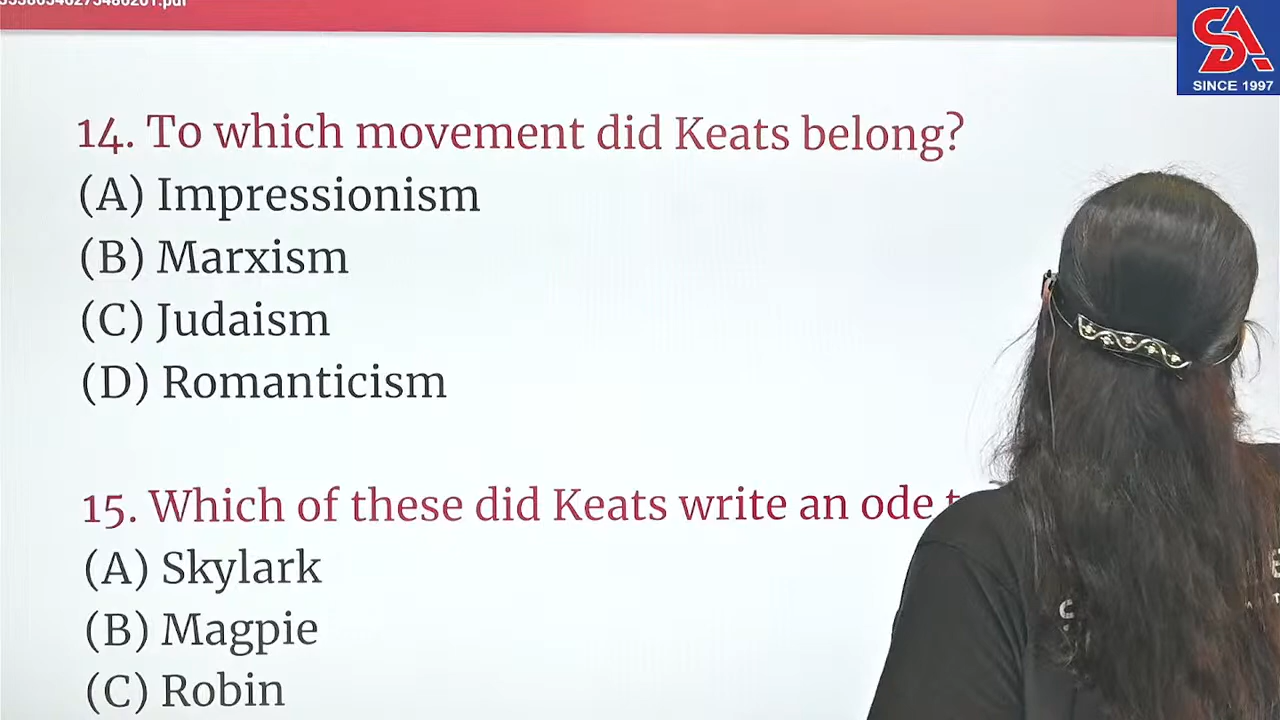 SINCE 1997
14. To which movement did Keats belong?
(A) Impressionism
(B) Marxism
(C) Judaism
(D) Romanticism
15. Which of these did Keats write an ode
(A) Skylark
(B) Magpie
(C) Robin